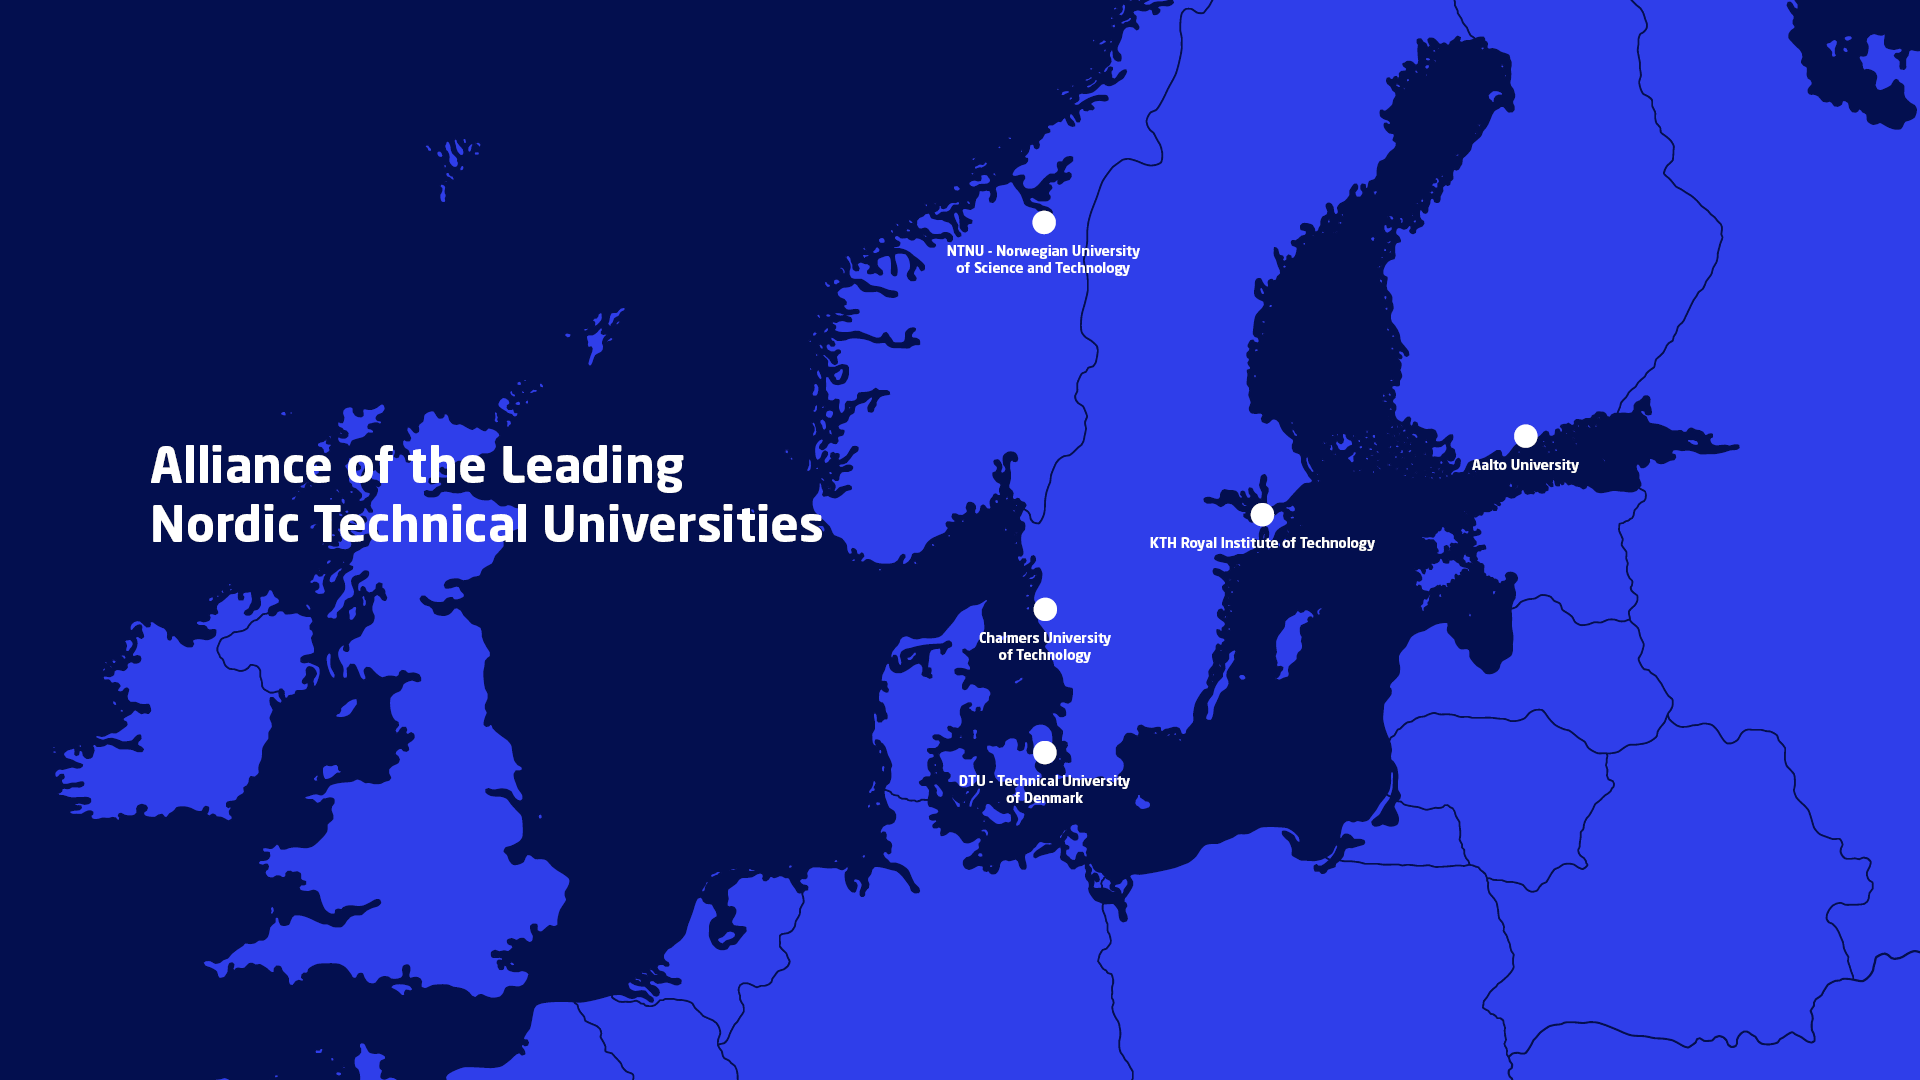 NTNU - Norwegian University
of Science and Technology
Alliance of the Leading
Nordic Technical Universities
Aalto University
KTH Royal Institute of Technology
Chalmers University
of Technology
DTU - Technical University
of Denmark